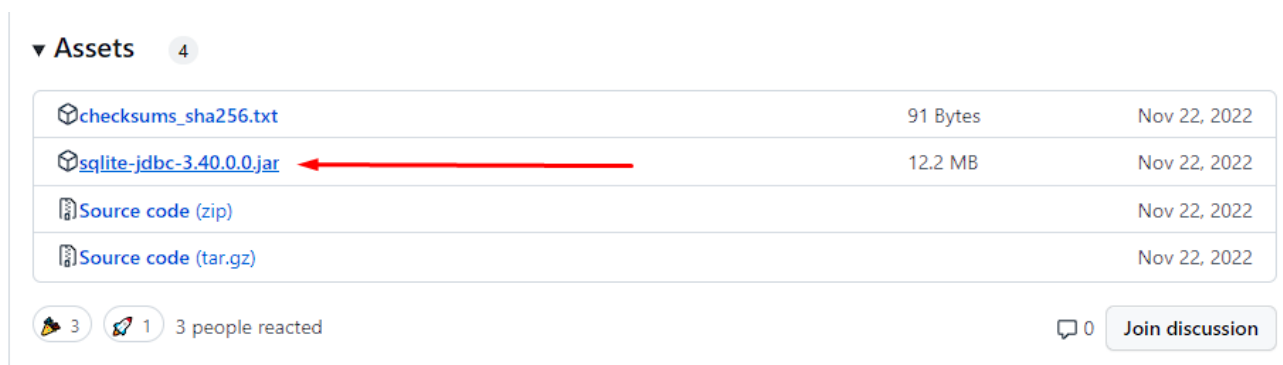 Assets 4
checksums_sha256.txt 91 Bytes Nov 22, 2022
sqlite-jdbc-3.40.0.0.jar 12.2 MB Nov 22, 2022
Source code (zip) Nov 22, 2022
Source code (tar.gz) Nov 22, 2022
3 1 3 people reacted 0 Join discussion